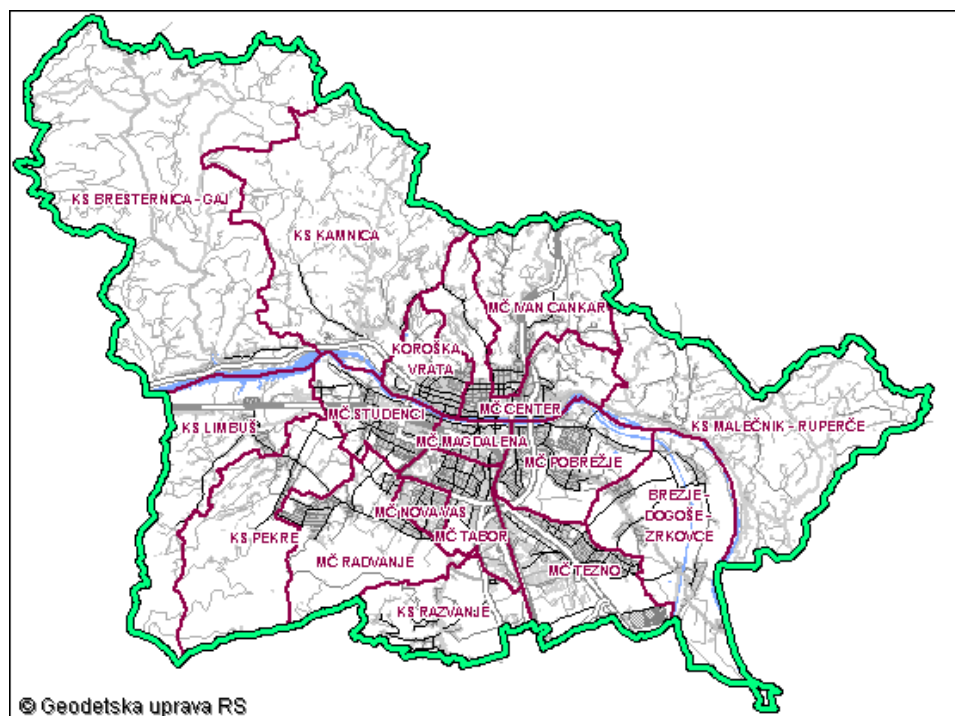 KS BRESTERNICA - GAJ
KS KAMNICA
MČ IVAN CANKAR
KOROŠKA
VRATA
MČ CENTER
MČ STUDENCI
KS LIMBUŠ
MČ MAGDALENA
KS MALEČNIK - RUPERČE
MČ POBREŽJE
BREZJE -
DOGOŠE -
ZRKOVCE
MČ NOVA VAS
KS PEKRE
MČ TABOR
MČ RADVANJE
MČ TEZNO
KS RAZVANJE
© Geodetska uprava RS